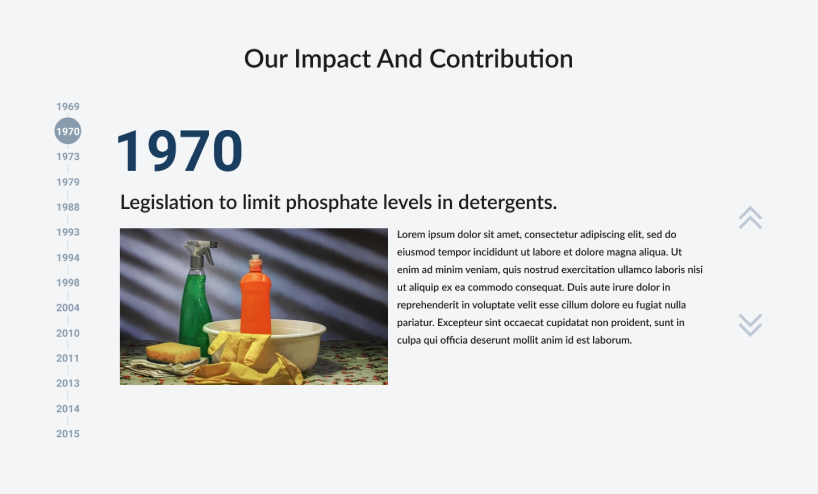 Our Impact And Contribution
1969
1970
1973
1979
1988
1993
1994
1998
2004
2010
2011
2013
2014
2015
1970
Legislation to limit phosphate levels in detergents.
Lorem ipsum dolor sit amet, consectetur adipiscing elit, sed do
eiusmod tempor incididunt ut labore et dolore magna aliqua. Ut
enim ad minim veniam, quis nostrud exercitation ullamco laboris nisi
ut aliquip ex ea commodo consequat. Duis aute irure dolor in
reprehenderit in voluptate velit esse cillum dolore eu fugiat nulla
pariatur. Excepteur sint occaecat cupidatat non proident, sunt in
culpa qui officia deserunt mollit anim id est laborum.